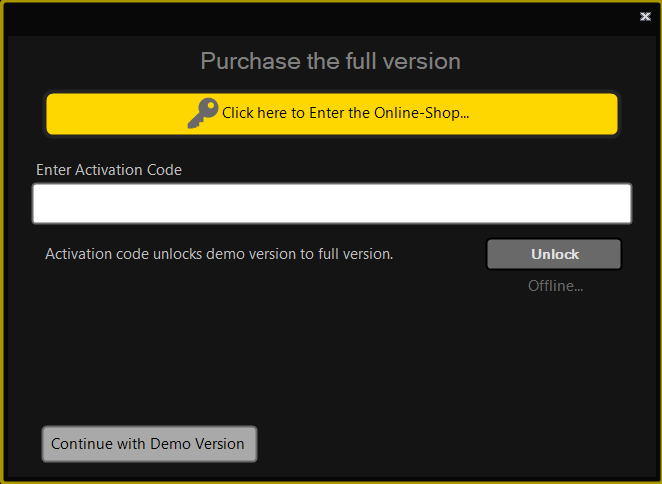 Purchase the full version
Click here to Enter the Online-Shop...
Enter Activation Code
Activation code unlocks demo version to full version.
Unlock
Offline...
Continue with Demo Version